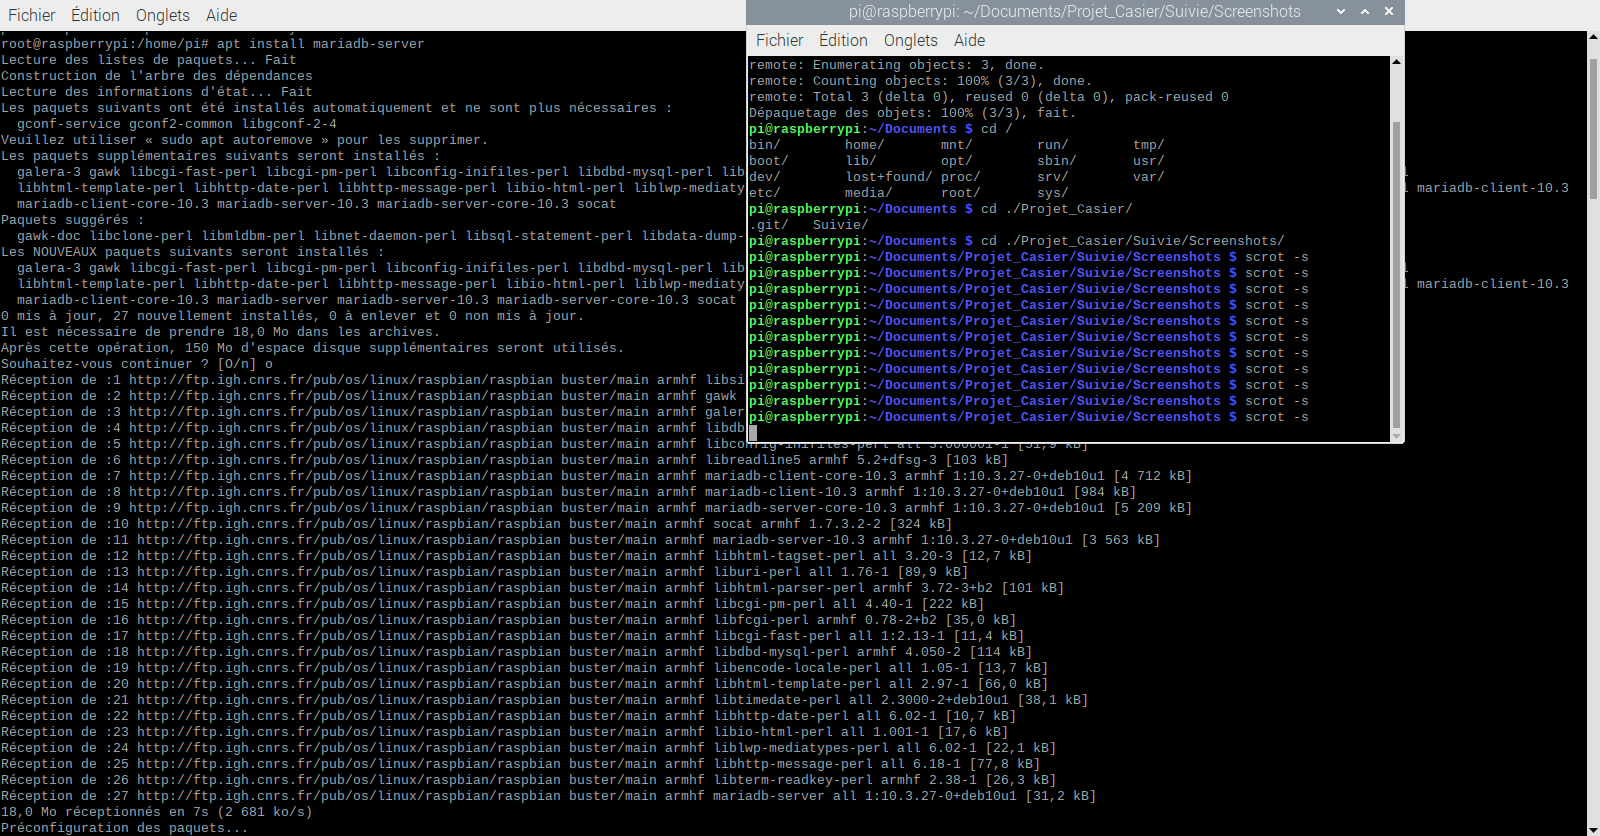 Fichier Édition Onglets Aide
root@raspberrypi:/home/pi# apt install mariadb-server
Lecture des listes de paquets... Fait
Construction de l'arbre des dépendances
Lecture des informations d'état... Fait
Les paquets suivants ont été installés automatiquement et ne sont plus nécessaires :
  gconf-service gconf2-common libgconf-2-4
Veuillez utiliser « sudo apt autoremove » pour les supprimer.
Les paquets supplémentaires suivants seront installés :
  galera-3 gawk libcgi-fast-perl libcgi-pm-perl libconfig-inifiles-perl libdbd-mysql-perl lib
  libhtml-template-perl libhttp-date-perl libhttp-message-perl libio-html-perl liblwp-mediaty l mariadb-client-10.3
  mariadb-client-core-10.3 mariadb-server-10.3 mariadb-server-core-10.3 socat
Paquets suggérés :
  gawk-doc libclone-perl libmldbm-perl libnet-daemon-perl libsql-statement-perl libdata-dump-
Les NOUVEAUX paquets suivants seront installés :
  galera-3 gawk libcgi-fast-perl libcgi-pm-perl libconfig-inifiles-perl libdbd-mysql-perl lib
  libhtml-template-perl libhttp-date-perl libhttp-message-perl libio-html-perl liblwp-mediaty l mariadb-client-10.3
  mariadb-client-core-10.3 mariadb-server mariadb-server-10.3 mariadb-server-core-10.3 socat
0 mis à jour, 27 nouvellement installés, 0 à enlever et 0 non mis à jour.
Il est nécessaire de prendre 18,0 Mo dans les archives.
Après cette opération, 150 Mo d'espace disque supplémentaires seront utilisés.
Souhaitez-vous continuer ? [O/n] o
Réception de :1 http://ftp.igh.cnrs.fr/pub/os/linux/raspbian/raspbian buster/main armhf libsi
Réception de :2 http://ftp.igh.cnrs.fr/pub/os/linux/raspbian/raspbian buster/main armhf gawk
Réception de :3 http://ftp.igh.cnrs.fr/pub/os/linux/raspbian/raspbian buster/main armhf galer
Réception de :4 http://ftp.igh.cnrs.fr/pub/os/linux/raspbian/raspbian buster/main armhf libdb
Réception de :5 http://ftp.igh.cnrs.fr/pub/os/linux/raspbian/raspbian buster/main armhf libconfig-inifiles-perl all 3.000001-1 [51,9 kB]
Réception de :6 http://ftp.igh.cnrs.fr/pub/os/linux/raspbian/raspbian buster/main armhf libreadline5 armhf 5.2+dfsg-3 [103 kB]
Réception de :7 http://ftp.igh.cnrs.fr/pub/os/linux/raspbian/raspbian buster/main armhf mariadb-client-core-10.3 armhf 1:10.3.27-0+deb10u1 [4 712 kB]
Réception de :8 http://ftp.igh.cnrs.fr/pub/os/linux/raspbian/raspbian buster/main armhf mariadb-client-10.3 armhf 1:10.3.27-0+deb10u1 [984 kB]
Réception de :9 http://ftp.igh.cnrs.fr/pub/os/linux/raspbian/raspbian buster/main armhf mariadb-server-core-10.3 armhf 1:10.3.27-0+deb10u1 [5 209 kB]
Réception de :10 http://ftp.igh.cnrs.fr/pub/os/linux/raspbian/raspbian buster/main armhf socat armhf 1.7.3.2-2 [324 kB]
Réception de :11 http://ftp.igh.cnrs.fr/pub/os/linux/raspbian/raspbian buster/main armhf mariadb-server-10.3 armhf 1:10.3.27-0+deb10u1 [3 563 kB]
Réception de :12 http://ftp.igh.cnrs.fr/pub/os/linux/raspbian/raspbian buster/main armhf libhtml-tagset-perl all 3.20-3 [12,7 kB]
Réception de :13 http://ftp.igh.cnrs.fr/pub/os/linux/raspbian/raspbian buster/main armhf liburi-perl all 1.76-1 [89,9 kB]
Réception de :14 http://ftp.igh.cnrs.fr/pub/os/linux/raspbian/raspbian buster/main armhf libhtml-parser-perl armhf 3.72-3+b2 [101 kB]
Réception de :15 http://ftp.igh.cnrs.fr/pub/os/linux/raspbian/raspbian buster/main armhf libcgi-pm-perl all 4.40-1 [222 kB]
Réception de :16 http://ftp.igh.cnrs.fr/pub/os/linux/raspbian/raspbian buster/main armhf libfcgi-perl armhf 0.78-2+b2 [35,0 kB]
Réception de :17 http://ftp.igh.cnrs.fr/pub/os/linux/raspbian/raspbian buster/main armhf libcgi-fast-perl all 1:2.13-1 [11,4 kB]
Réception de :18 http://ftp.igh.cnrs.fr/pub/os/linux/raspbian/raspbian buster/main armhf libdbd-mysql-perl armhf 4.050-2 [114 kB]
Réception de :19 http://ftp.igh.cnrs.fr/pub/os/linux/raspbian/raspbian buster/main armhf libencode-locale-perl all 1.05-1 [13,7 kB]
Réception de :20 http://ftp.igh.cnrs.fr/pub/os/linux/raspbian/raspbian buster/main armhf libhtml-template-perl all 2.97-1 [66,0 kB]
Réception de :21 http://ftp.igh.cnrs.fr/pub/os/linux/raspbian/raspbian buster/main armhf libtimedate-perl all 2.3000-2+deb10u1 [38,1 kB]
Réception de :22 http://ftp.igh.cnrs.fr/pub/os/linux/raspbian/raspbian buster/main armhf libhttp-date-perl all 6.02-1 [10,7 kB]
Réception de :23 http://ftp.igh.cnrs.fr/pub/os/linux/raspbian/raspbian buster/main armhf libio-html-perl all 1.001-1 [17,6 kB]
Réception de :24 http://ftp.igh.cnrs.fr/pub/os/linux/raspbian/raspbian buster/main armhf liblwp-mediatypes-perl all 6.02-1 [22,1 kB]
Réception de :25 http://ftp.igh.cnrs.fr/pub/os/linux/raspbian/raspbian buster/main armhf libhttp-message-perl all 6.18-1 [77,8 kB]
Réception de :26 http://ftp.igh.cnrs.fr/pub/os/linux/raspbian/raspbian buster/main armhf libterm-readkey-perl armhf 2.38-1 [26,3 kB]
Réception de :27 http://ftp.igh.cnrs.fr/pub/os/linux/raspbian/raspbian buster/main armhf mariadb-server all 1:10.3.27-0+deb10u1 [31,2 kB]
18,0 Mo réceptionnés en 7s (2 681 ko/s)
Préconfiguration des paquets...
pi@raspberrypi: ~/Documents/Projet_Casier/Suivie/Screenshots
Fichier Édition Onglets Aide
remote: Enumerating objects: 3, done.
remote: Counting objects: 100% (3/3), done.
remote: Total 3 (delta 0), reused 0 (delta 0), pack-reused 0
Dépaquetage des objets: 100% (3/3), fait.
pi@raspberrypi:~/Documents $ cd /
bin/ home/ mnt/ run/ tmp/
boot/ lib/ opt/ sbin/ usr/
dev/ lost+found/ proc/ srv/ var/
etc/ media/ root/ sys/
pi@raspberrypi:~/Documents $ cd ./Projet_Casier/
.git/ Suivie/
pi@raspberrypi:~/Documents $ cd ./Projet_Casier/Suivie/Screenshots/
pi@raspberrypi:~/Documents/Projet_Casier/Suivie/Screenshots $ scrot -s
pi@raspberrypi:~/Documents/Projet_Casier/Suivie/Screenshots $ scrot -s
pi@raspberrypi:~/Documents/Projet_Casier/Suivie/Screenshots $ scrot -s
pi@raspberrypi:~/Documents/Projet_Casier/Suivie/Screenshots $ scrot -s
pi@raspberrypi:~/Documents/Projet_Casier/Suivie/Screenshots $ scrot -s
pi@raspberrypi:~/Documents/Projet_Casier/Suivie/Screenshots $ scrot -s
pi@raspberrypi:~/Documents/Projet_Casier/Suivie/Screenshots $ scrot -s
pi@raspberrypi:~/Documents/Projet_Casier/Suivie/Screenshots $ scrot -s
pi@raspberrypi:~/Documents/Projet_Casier/Suivie/Screenshots $ scrot -s
pi@raspberrypi:~/Documents/Projet_Casier/Suivie/Screenshots $ scrot -s
pi@raspberrypi:~/Documents/Projet_Casier/Suivie/Screenshots $ scrot -s